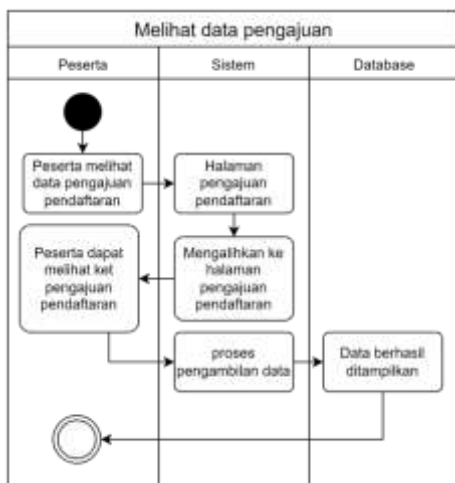 Melihat data pengajuan
Peserta
Sistem
Database
Peserta melihat
data pengajuan
pendaftaran
Halaman
pengajuan
pendaftaran
Peserta dapat
melihat ket
pengajuan
pendaftaran
Mengalihkan ke
halaman
pengajuan
pendaftaran
proses
pengambilan data
Data berhasil
ditampilkan